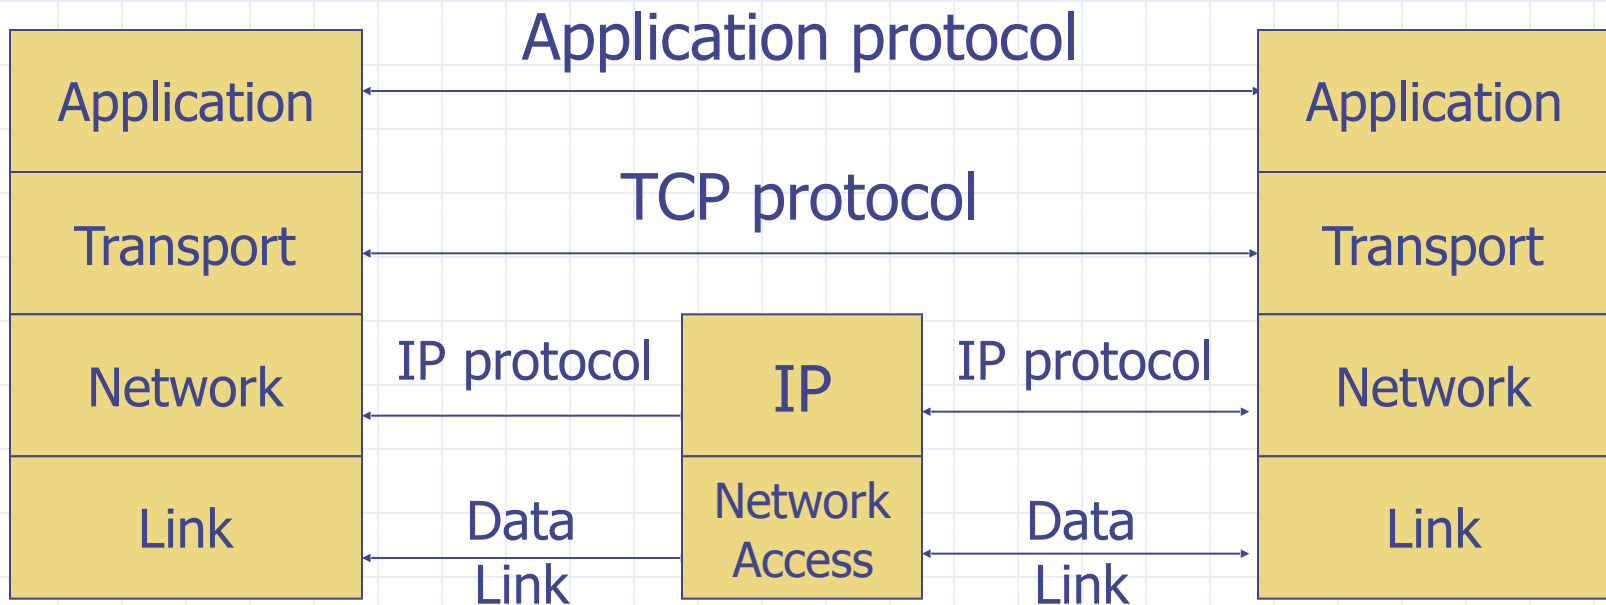 Application protocol
Application
Application
TCP protocol
Transport
Transport
IP protocol
IP
IP protocol
Network
Network
Data
Link
Network
Access
Data
Link
Link
Link